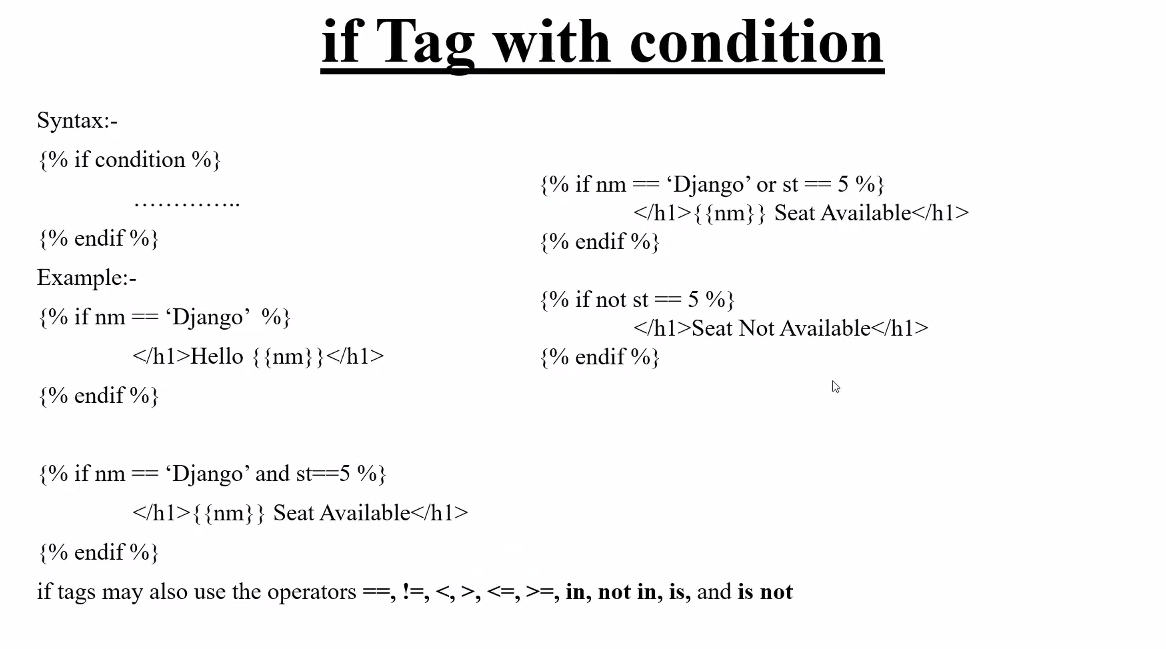 if Tag with condition
Syntax:-
{% if condition %}
…………..
{% endif %}
Example:-
{% if nm == ‘Django’  %}
</h1>Hello {{nm}}</h1>
{% endif %}
{% if nm == ‘Django’ and st==5 %}
</h1>{{nm}} Seat Available</h1>
{% endif %}
{% if nm == ‘Django’ or st == 5 %}
</h1>{{nm}} Seat Available</h1>
{% endif %}
{% if not st == 5 %}
</h1>Seat Not Available</h1>
{% endif %}
if tags may also use the operators ==, !=, <, >, <=, >=, in, not in, is, and is not